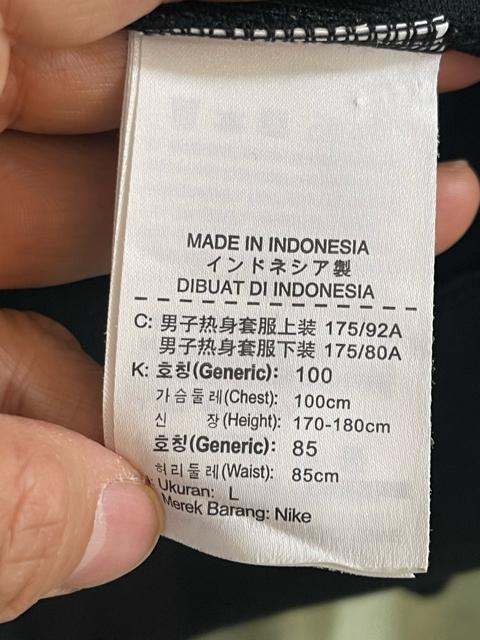 MADE IN INDONESIA
インドネシア製
DIBUAT DI INDONESIA
C: 男子热身套服上装 175/92A
男子热身套服下装 175/80A
K: 호칭(Generic): 100
가슴둘레(Chest): 100cm
신 장(Height): 170-180cm
호칭(Generic): 85
허리둘레(Waist): 85cm
Ukuran: L
Merek Barang: Nike